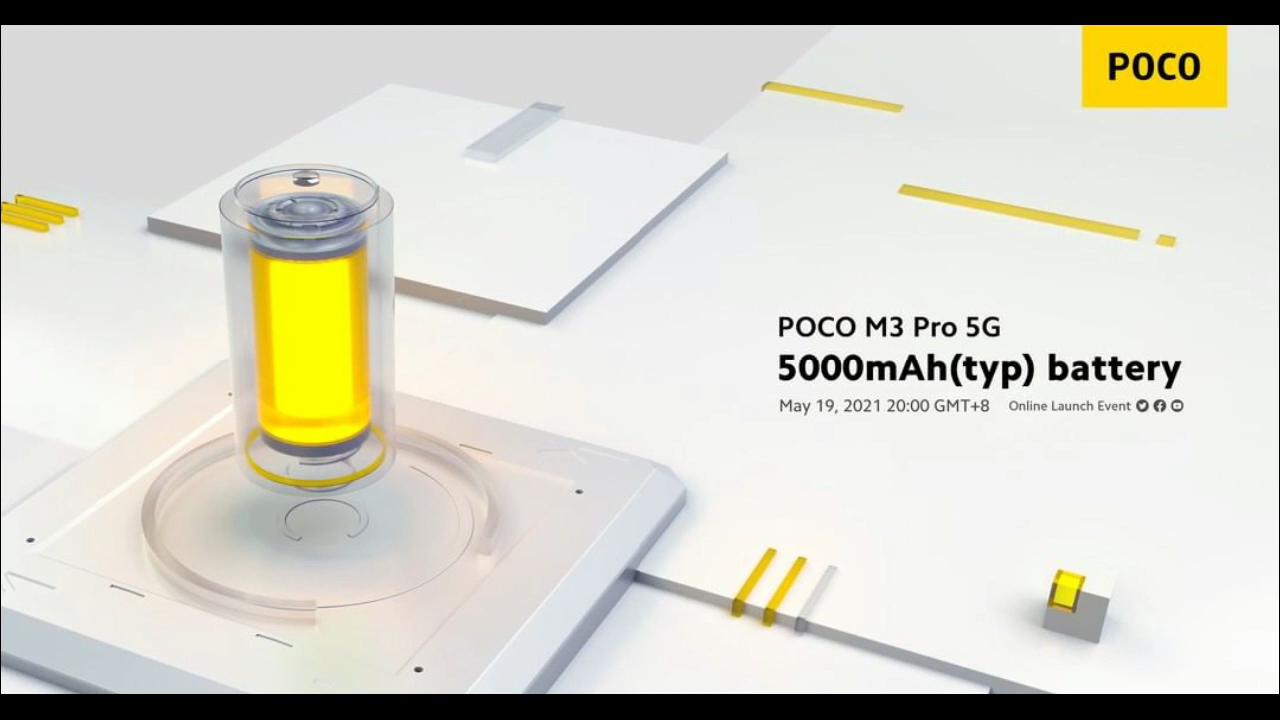 POCO
POCO M3 Pro 5G
5000mAh(typ) battery
May 19, 2021 20:00 GMT+8 Online Launch Event